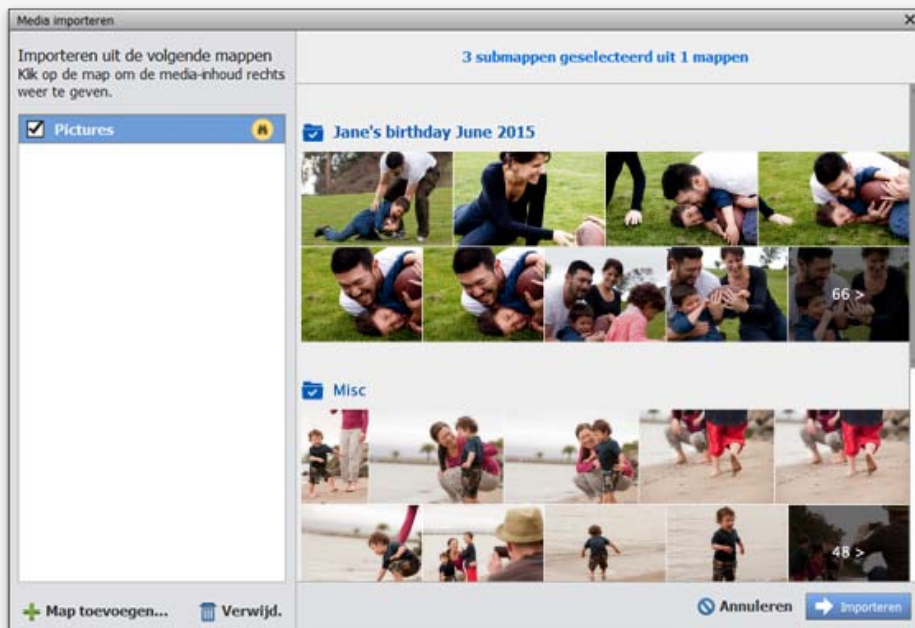 Media importeren
Importeren uit de volgende mappen
Klik op de map om de media-inhoud rechts
weer te geven.
Pictures
Map toevoegen...
Verwijd.
3 submappen geselecteerd uit 1 mappen
Jane's birthday June 2015
66 >
Misc
48 >
Annuleren
Importeren